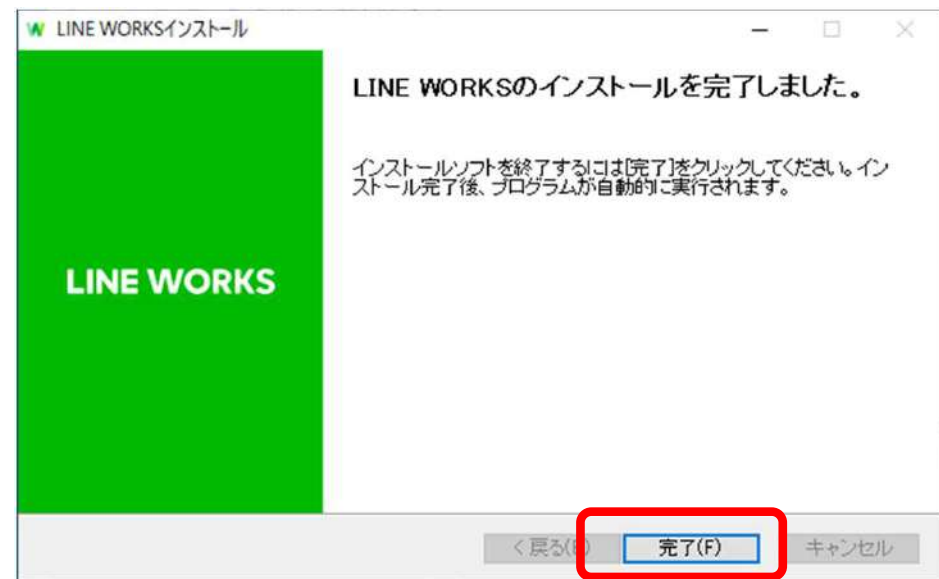 LINE WORKSインストール
LINE WORKSのインストールを完了しました。
インストールソフトを終了するには[完了]をクリックしてください。イン
ストール完了後、プログラムが自動的に実行されます。
LINE WORKS
< 戻る(
完了(F)
キャンセル